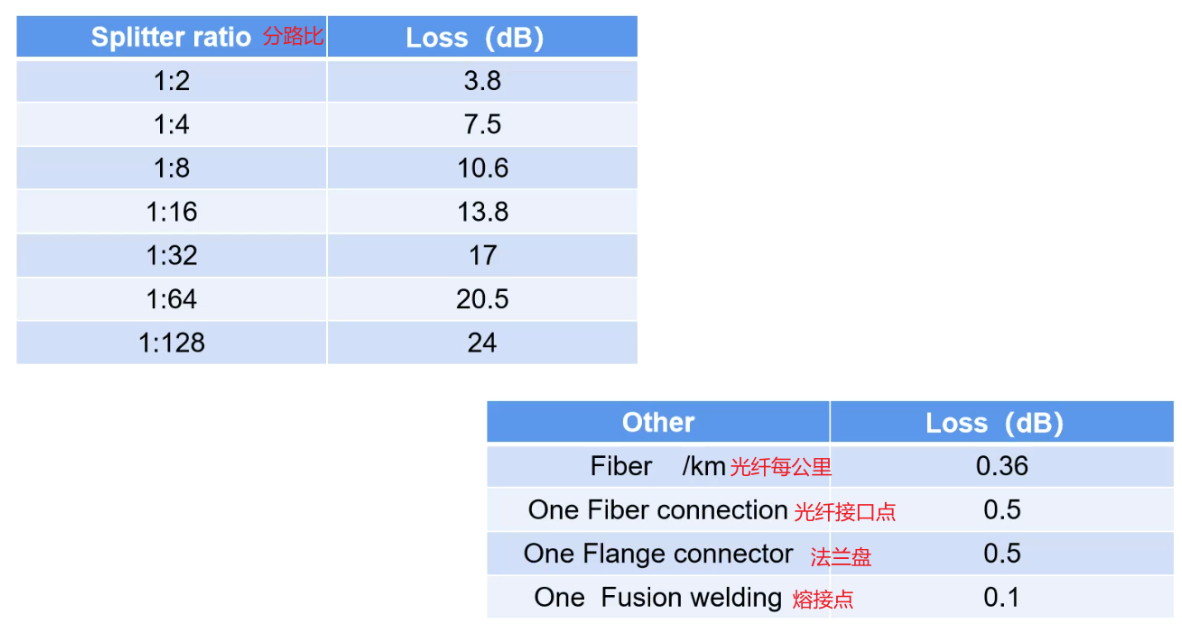 Splitter ratio 分路比 Loss（dB）
1:2 3.8
1:4 7.5
1:8 10.6
1:16 13.8
1:32 17
1:64 20.5
1:128 24
Other Loss（dB）
Fiber /km 光纤每公里 0.36
One Fiber connection 光纤接口点 0.5
One Flange connector 法兰盘 0.5
One Fusion welding 熔接点 0.1